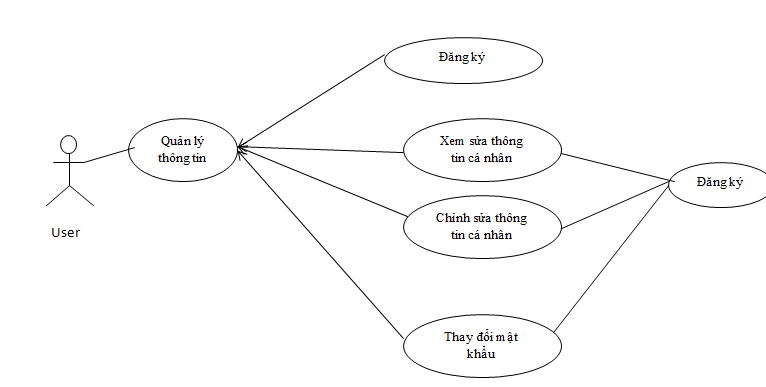 Đăng ký
Quản lý
thông tin
Xem sửa thông
tin cá nhân
Đăng ký
Chỉnh sửa thông
tin cá nhân
User
Thay đổi mật
khẩu